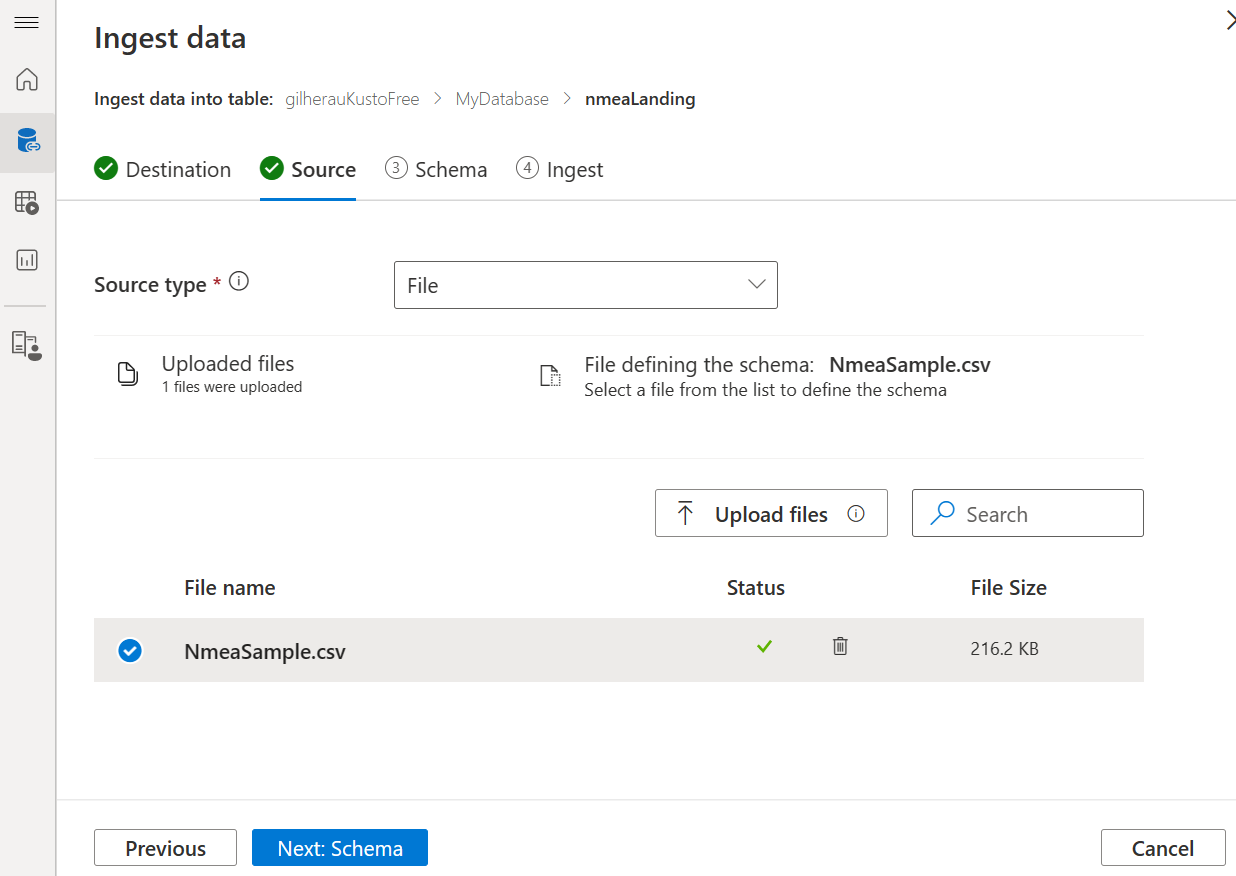 Ingest data
Ingest data into table: gilherauKustoFree > MyDatabase > nmeaLanding
Destination Source 3 Schema 4 Ingest
Source type * File
Uploaded files
1 files were uploaded
File defining the schema: NmeaSample.csv
Select a file from the list to define the schema
Upload files Search
File name Status File Size
NmeaSample.csv 216.2 KB
Previous Next: Schema Cancel